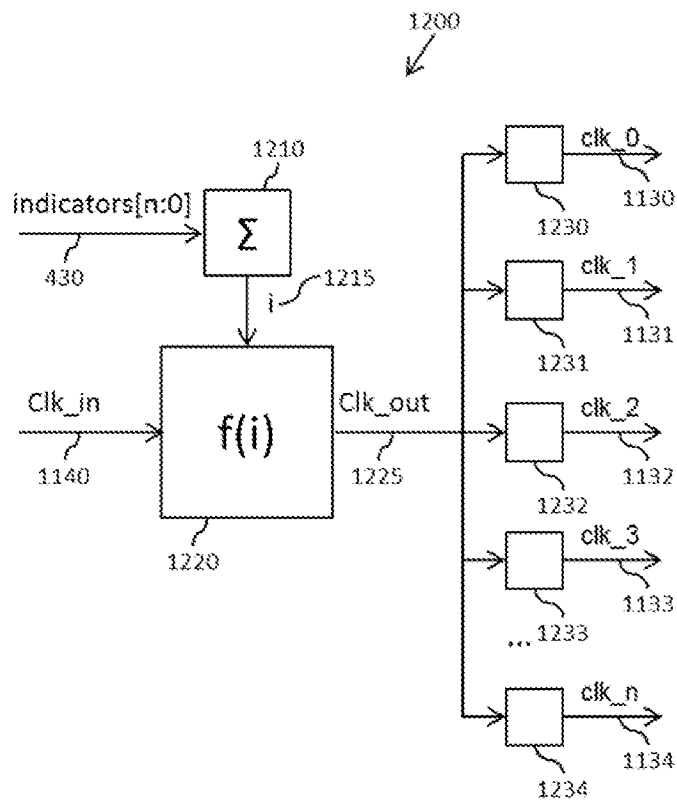 1200
1210
indicators[n:0]
Σ
430
i
1215
Clk_in
f(i)
Clk_out
1140
1225
1220
clk_0
1230
1130
clk_1
1231
1131
clk_2
1232
1132
clk_3
1233
1133
...
clk_n
1234
1134